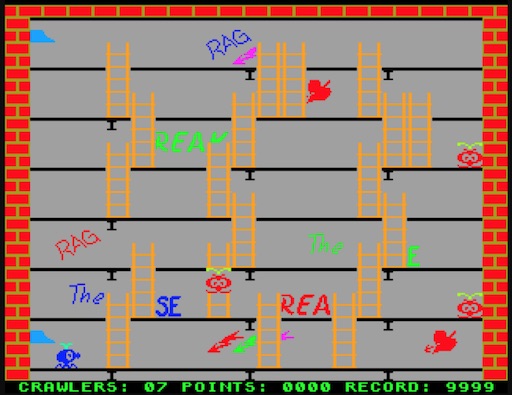 RAG
REA
RAG
The
E
The
SE
REA
CRAWLERS: 07 POINTS: 0000 RECORD: 9999